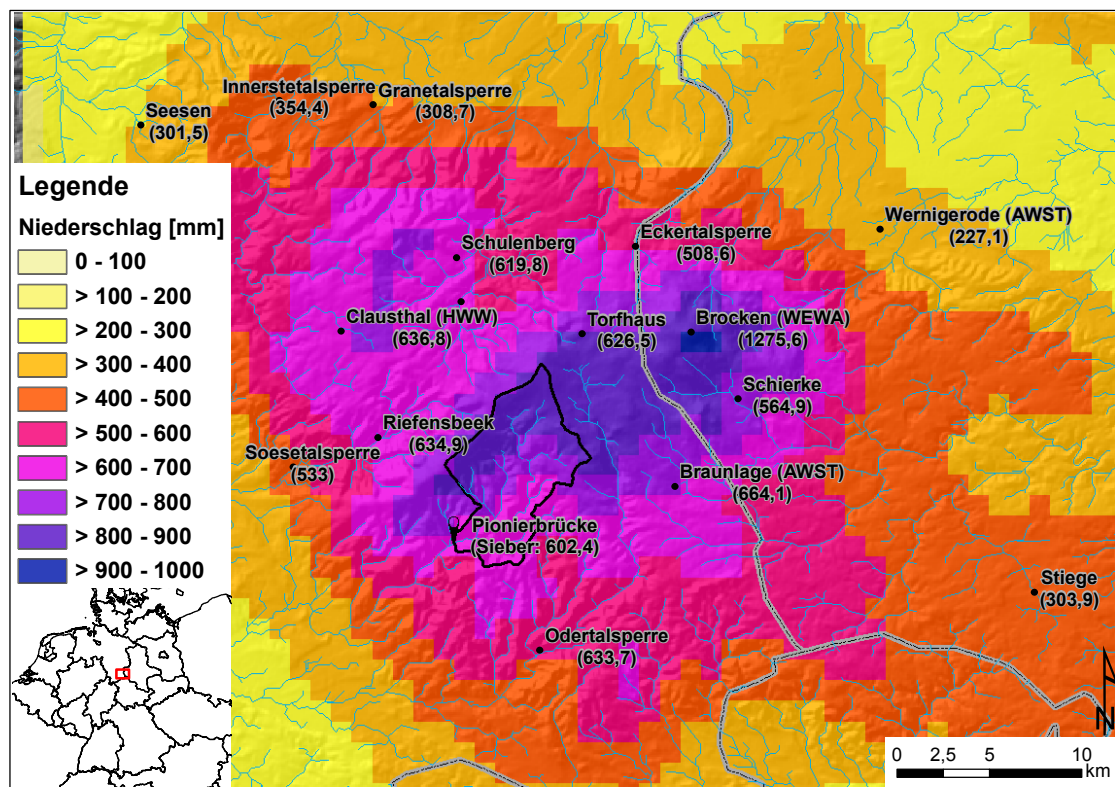 Innerstetalsperre
(354,4)
Granetalsperre
(308,7)
Seesen
(301,5)
Legende
Niederschlag [mm]
0 - 100
> 100 - 200
> 200 - 300
> 300 - 400
> 400 - 500
> 500 - 600
> 600 - 700
> 700 - 800
> 800 - 900
> 900 - 1000
Wernigerode (AWST)
(227,1)
Schulenberg
(619,8)
Eckertalsperre
(508,6)
Clausthal (HWW)
(636,8)
Torfhaus
(626,5)
Brocken (WEWA)
(1275,6)
Schierke
(564,9)
Riefensbeek
(634,9)
Soesetalsperre
(533)
Braunlage (AWST)
(664,1)
Pionierbrücke
(Sieber: 602,4)
Stiege
(303,9)
Odertalsperre
(633,7)
N
0 2,5 5 10
km